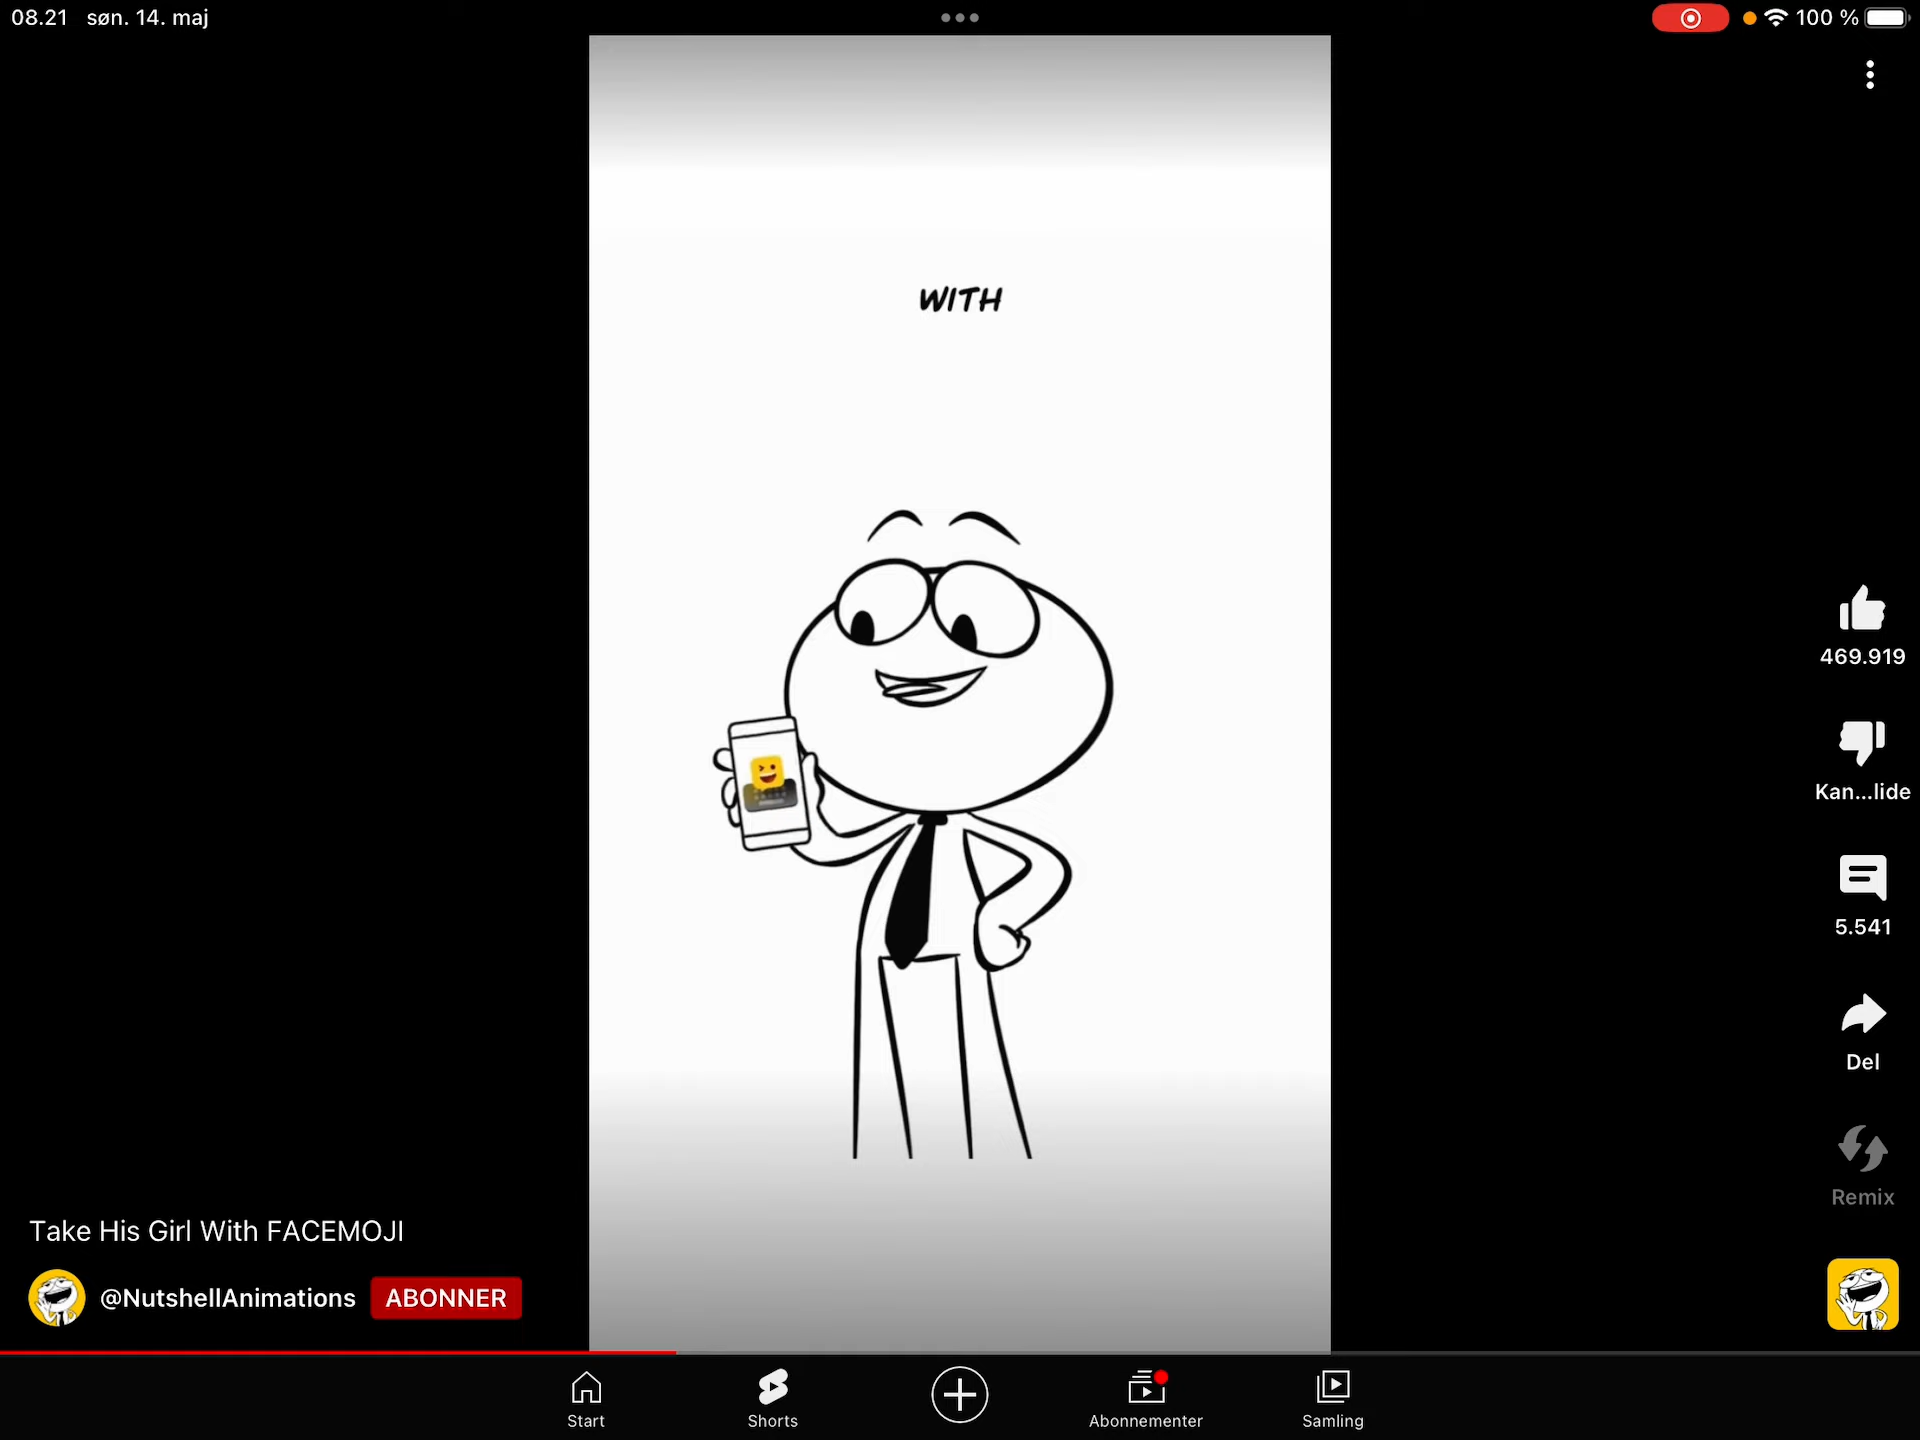 08.21 søn. 14. maj
100 %
WITH
469.919
Kan...lide
5.541
Del
Remix
Take His Girl With FACEMOJI
@NutshellAnimations ABONNER
Start
Shorts
Abonnementer
Samling